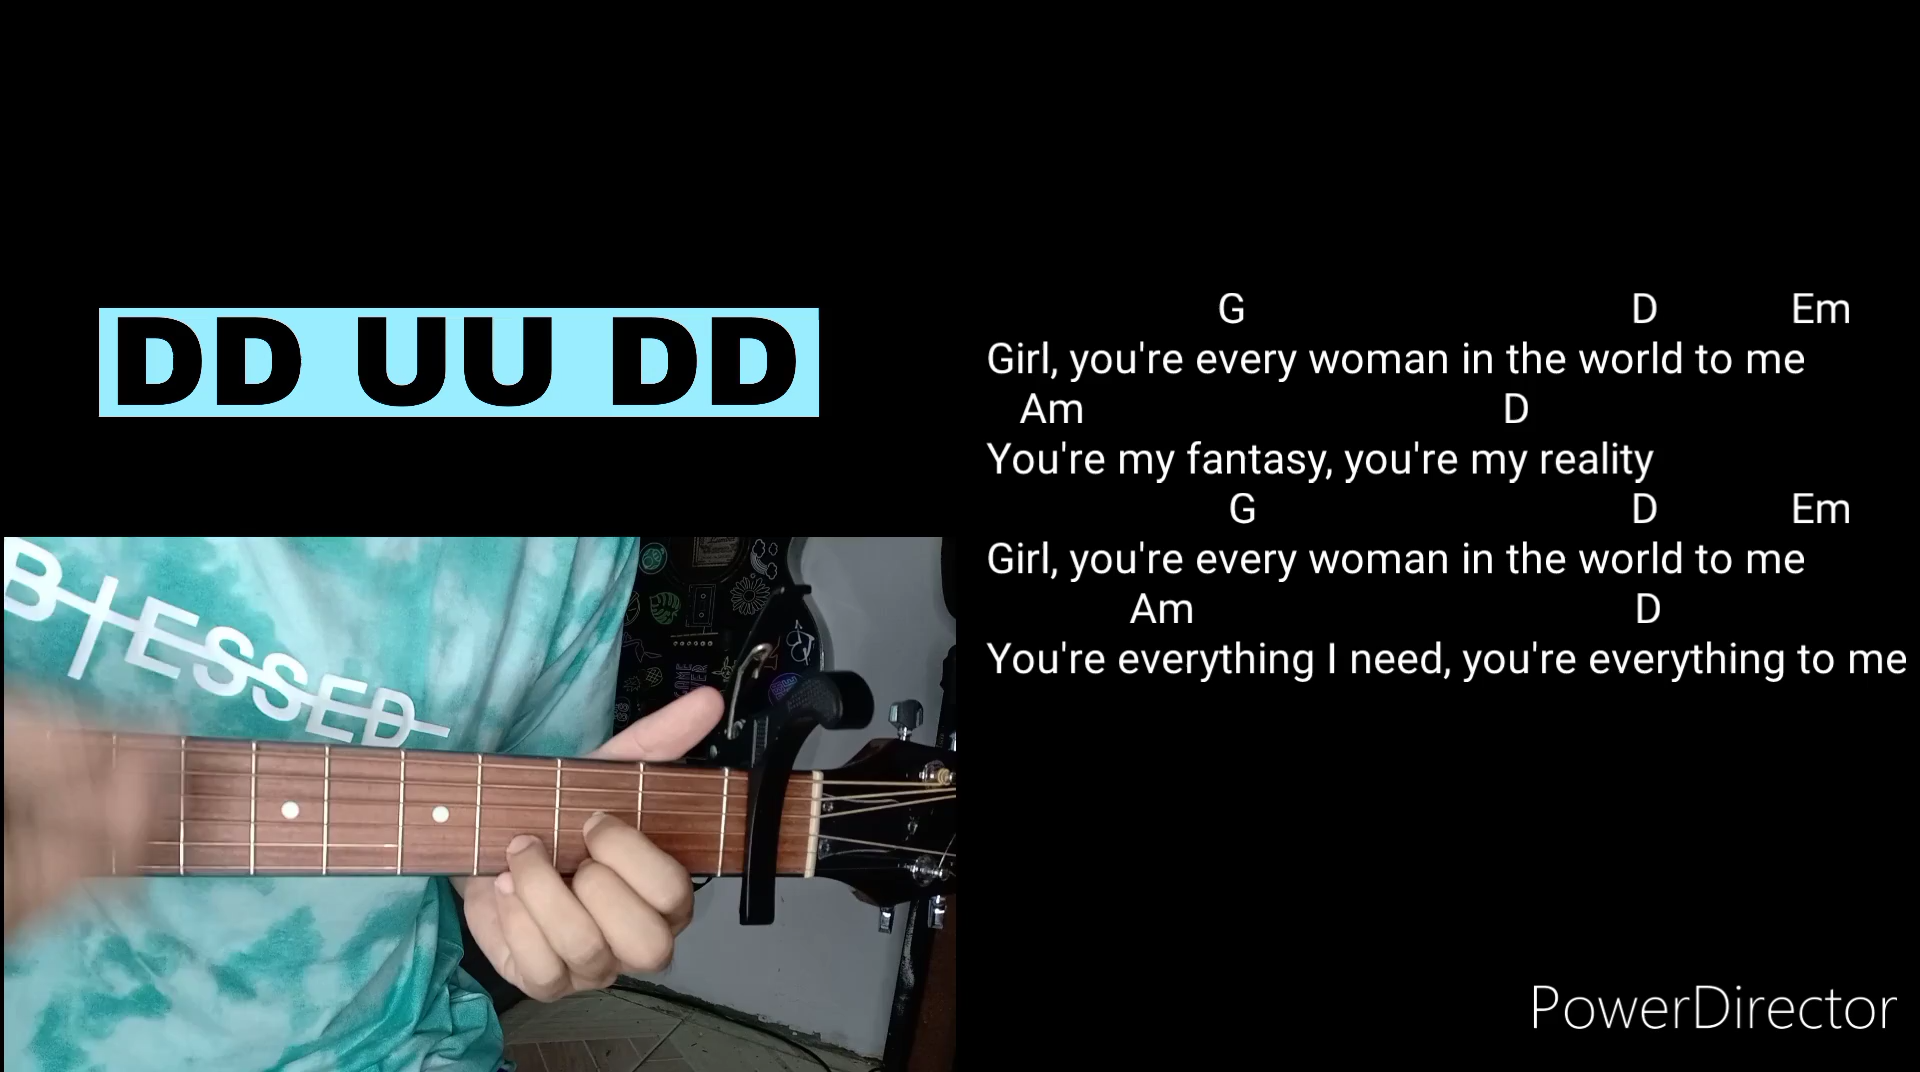 DD UU DD
G D Em
Girl, you're every woman in the world to me
Am D
You're my fantasy, you're my reality
G D Em
Girl, you're every woman in the world to me
Am D
You're everything I need, you're everything to me
BLESSED
PowerDirector